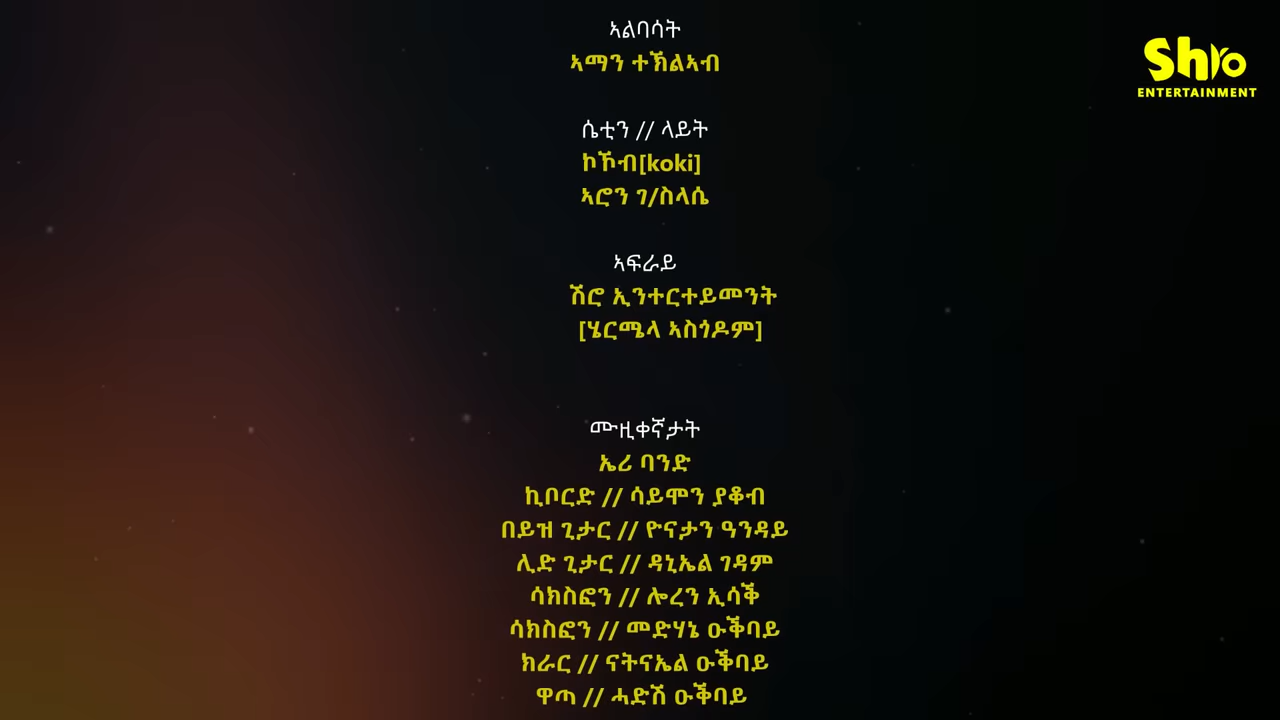 ኣልባሳት
ኣማን ተኽልኣብ
Shro
ENTERTAINMENT
ሴቲን // ላይት
ኮኾብ[koki]
ኣሮን ገ/ስላሴ
ኣፍራይ
ሽሮ ኢንተርተይመንት
[ሄርሜላ ኣስጎዶም]
ሙዚቀኛታት
ኤሪ ባንድ
ኪቦርድ // ሳይሞን ያቆብ
በይዝ ጊታር // ዮናታን ዓንዳይ
ሊድ ጊታር // ዳኒኤል ገዳም
ሳክስፎን // ሎረን ኢሳቕ
ሳክስፎን // መድሃኔ ዑቕባይ
ክራር // ናትናኤል ዑቕባይ
ዋጣ // ሓድሽ ዑቕባይ